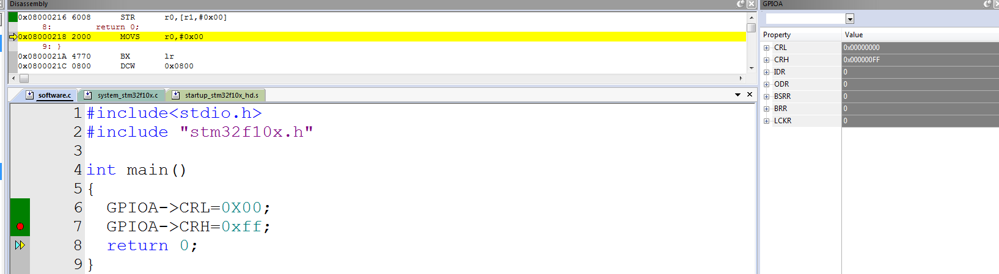 Disassembly
0x08000216 6008 STR r0,[r1,#0x00]
8: return 0;
0x08000218 2000 MOVS r0,#0x00
9: }
0x0800021A 4770 BX lr
0x0800021C 0800 DCW 0x0800
software.c system_stm32f10x.c startup_stm32f10x_hd.s
1 #include<stdio.h>
2 #include "stm32f10x.h"
3
4 int main()
5 {
6 GPIOA->CRL=0X00;
7 GPIOA->CRH=0xff;
8 return 0;
9 }
GPIOA
Property Value
CRL 0x00000000
CRH 0x000000FF
IDR 0
ODR 0
BSRR 0
BRR 0
LCKR 0